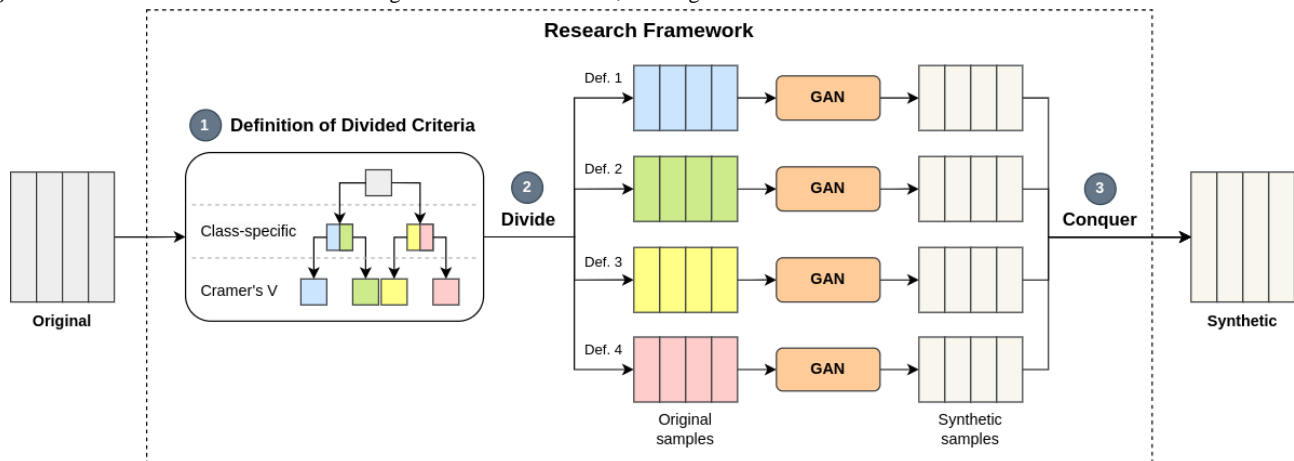 Research Framework
1 Definition of Divided Criteria
Class-specific
Cramer's V
Original
2
Divide
Def. 1
GAN
Def. 2
GAN
Def. 3
GAN
Def. 4
GAN
Original
samples
Synthetic
samples
3
Conquer
Synthetic